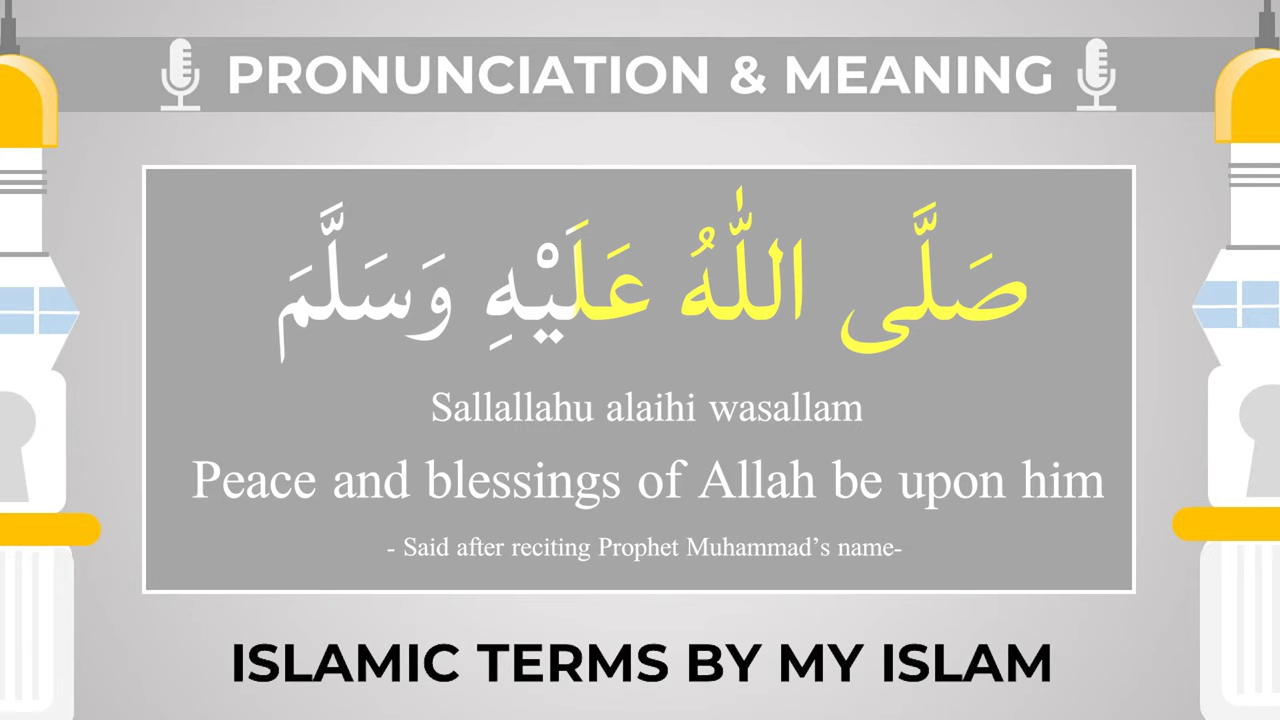 PRONUNCIATION & MEANING
صَلَّى اللّٰهُ عَلَيْهِ وَسَلَّمَ
Sallallahu alaihi wasallam
Peace and blessings of Allah be upon him
- Said after reciting Prophet Muhammad’s name-
ISLAMIC TERMS BY MY ISLAM